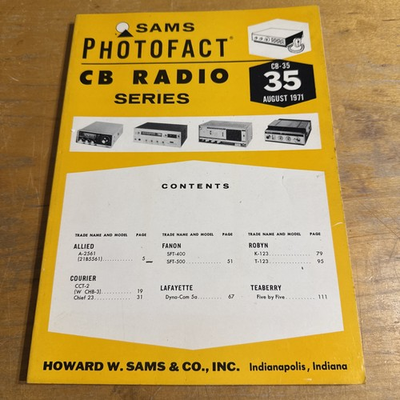 SAMS
PHOTOFACT®
CB RADIO
SERIES
CB-35
35
AUGUST 1971
CONTENTS
TRADE NAME AND MODEL PAGE
ALLIED
A-2561
(21B5561) 5
COURIER
CCT-2
(W CHB-3) 19
Chief 23 31
TRADE NAME AND MODEL PAGE
FANON
SFT-400
SFT-500 51
LAFAYETTE
Dyna-Com 5a 67
TRADE NAME AND MODEL PAGE
ROBYN
K-123 79
T-123 95
TEABERRY
Five by Five 111
HOWARD W. SAMS & CO., INC. Indianapolis, Indiana